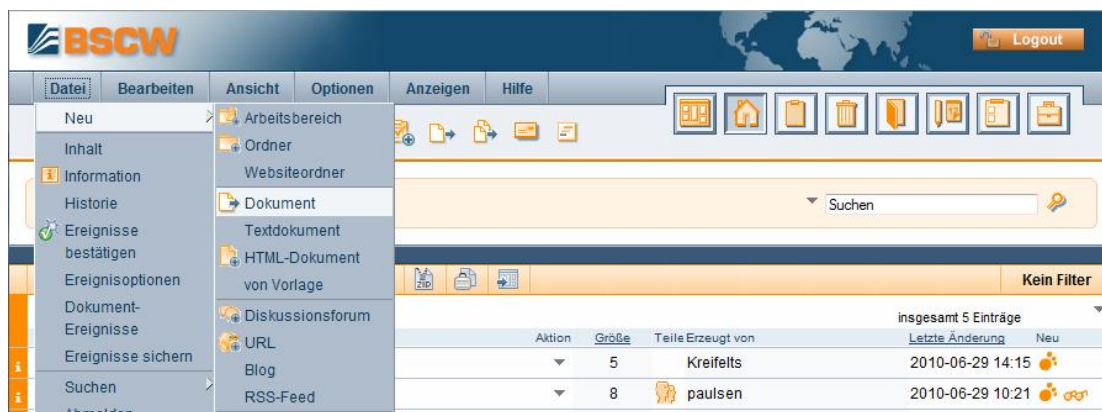 BSCW
Logout
Datei Bearbeiten Ansicht Optionen Anzeigen Hilfe
Neu
Inhalt
Information
Historie
Ereignisse
bestätigen
Ereignisoptionen
Dokument-
Ereignisse
Ereignisse sichern
Suchen
Abmelden
Arbeitsbereich
Ordner
Websiteordner
Dokument
Textdokument
HTML-Dokument
von Vorlage
Diskussionsforum
URL
Blog
RSS-Feed
Suchen
ZIP
Kein Filter
insgesamt 5 Einträge
Aktion Größe Teile Erzeugt von Letzte Änderung Neu
5 Kreifelts 2010-06-29 14:15
8 paulsen 2010-06-29 10:21